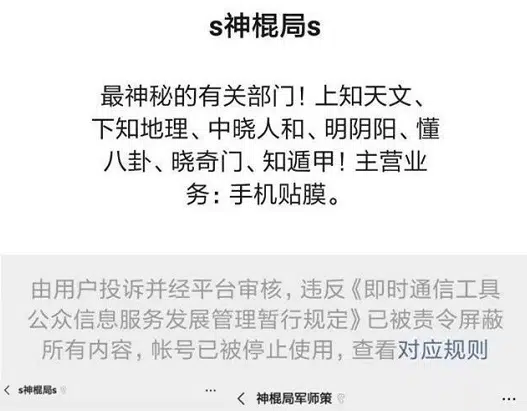 s神棍局s
最神秘的有关部门！上知天文、
下知地理、中晓人和、明阴阳、懂
八卦、晓奇门、知遁甲！主营业
务：手机贴膜。
由用户投诉并经平台审核，违反《即时通信工具
公众信息服务发展管理暂行规定》已被责令屏蔽
所有内容，帐号已被停止使用，查看对应规则
s神棍局s
神棍局军师策